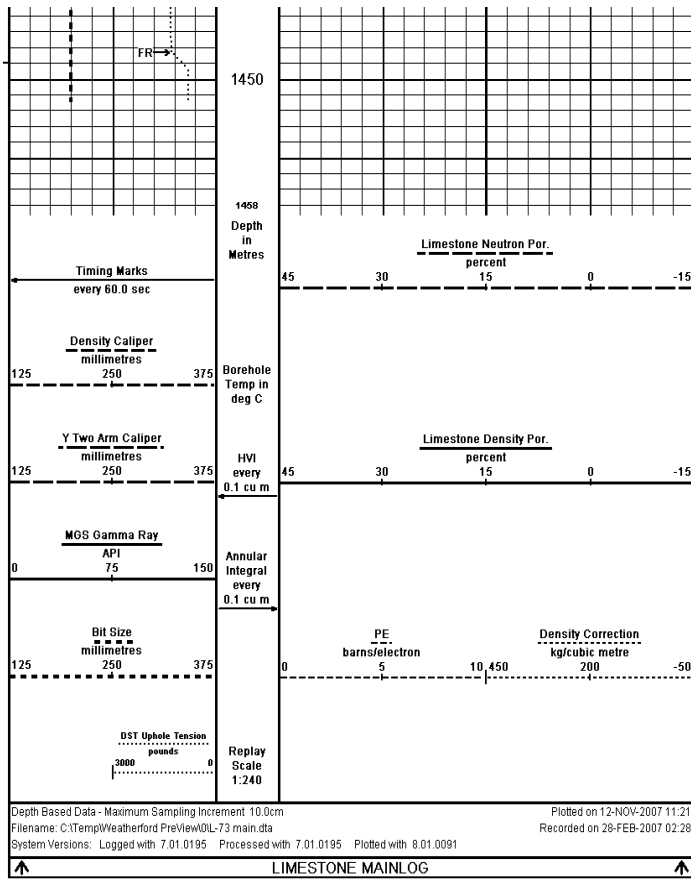 FR
1450
1458
Depth
in
Metres
Timing Marks
every 60.0 sec
Limestone Neutron Por.
percent
45 30 15 0 -15
Density Caliper
millimetres
125 250 375
Borehole
Temp in
deg C
Y Two Arm Caliper
millimetres
125 250 375
HVI
every
0.1 cu m
Limestone Density Por.
percent
45 30 15 0 -15
MGS Gamma Ray
API
0 75 150
Annular
Integral
every
0.1 cu m
Bit Size
millimetres
125 250 375
PE
barns/electron
0 5 10
Density Correction
kg/cubic metre
450 200 -50
DST Uphole Tension
pounds
3000 0
Replay
Scale
1:240
Depth Based Data - Maximum Sampling Increment 10.0cm
Plotted on 12-NOV-2007 11:21
Filename: C:\Temp\Weatherford PreView\0\L-73 main.dta
Recorded on 28-FEB-2007 02:28
System Versions: Logged with 7.01.0195 Processed with 7.01.0195 Plotted with 8.01.0091
LIMESTONE MAINLOG